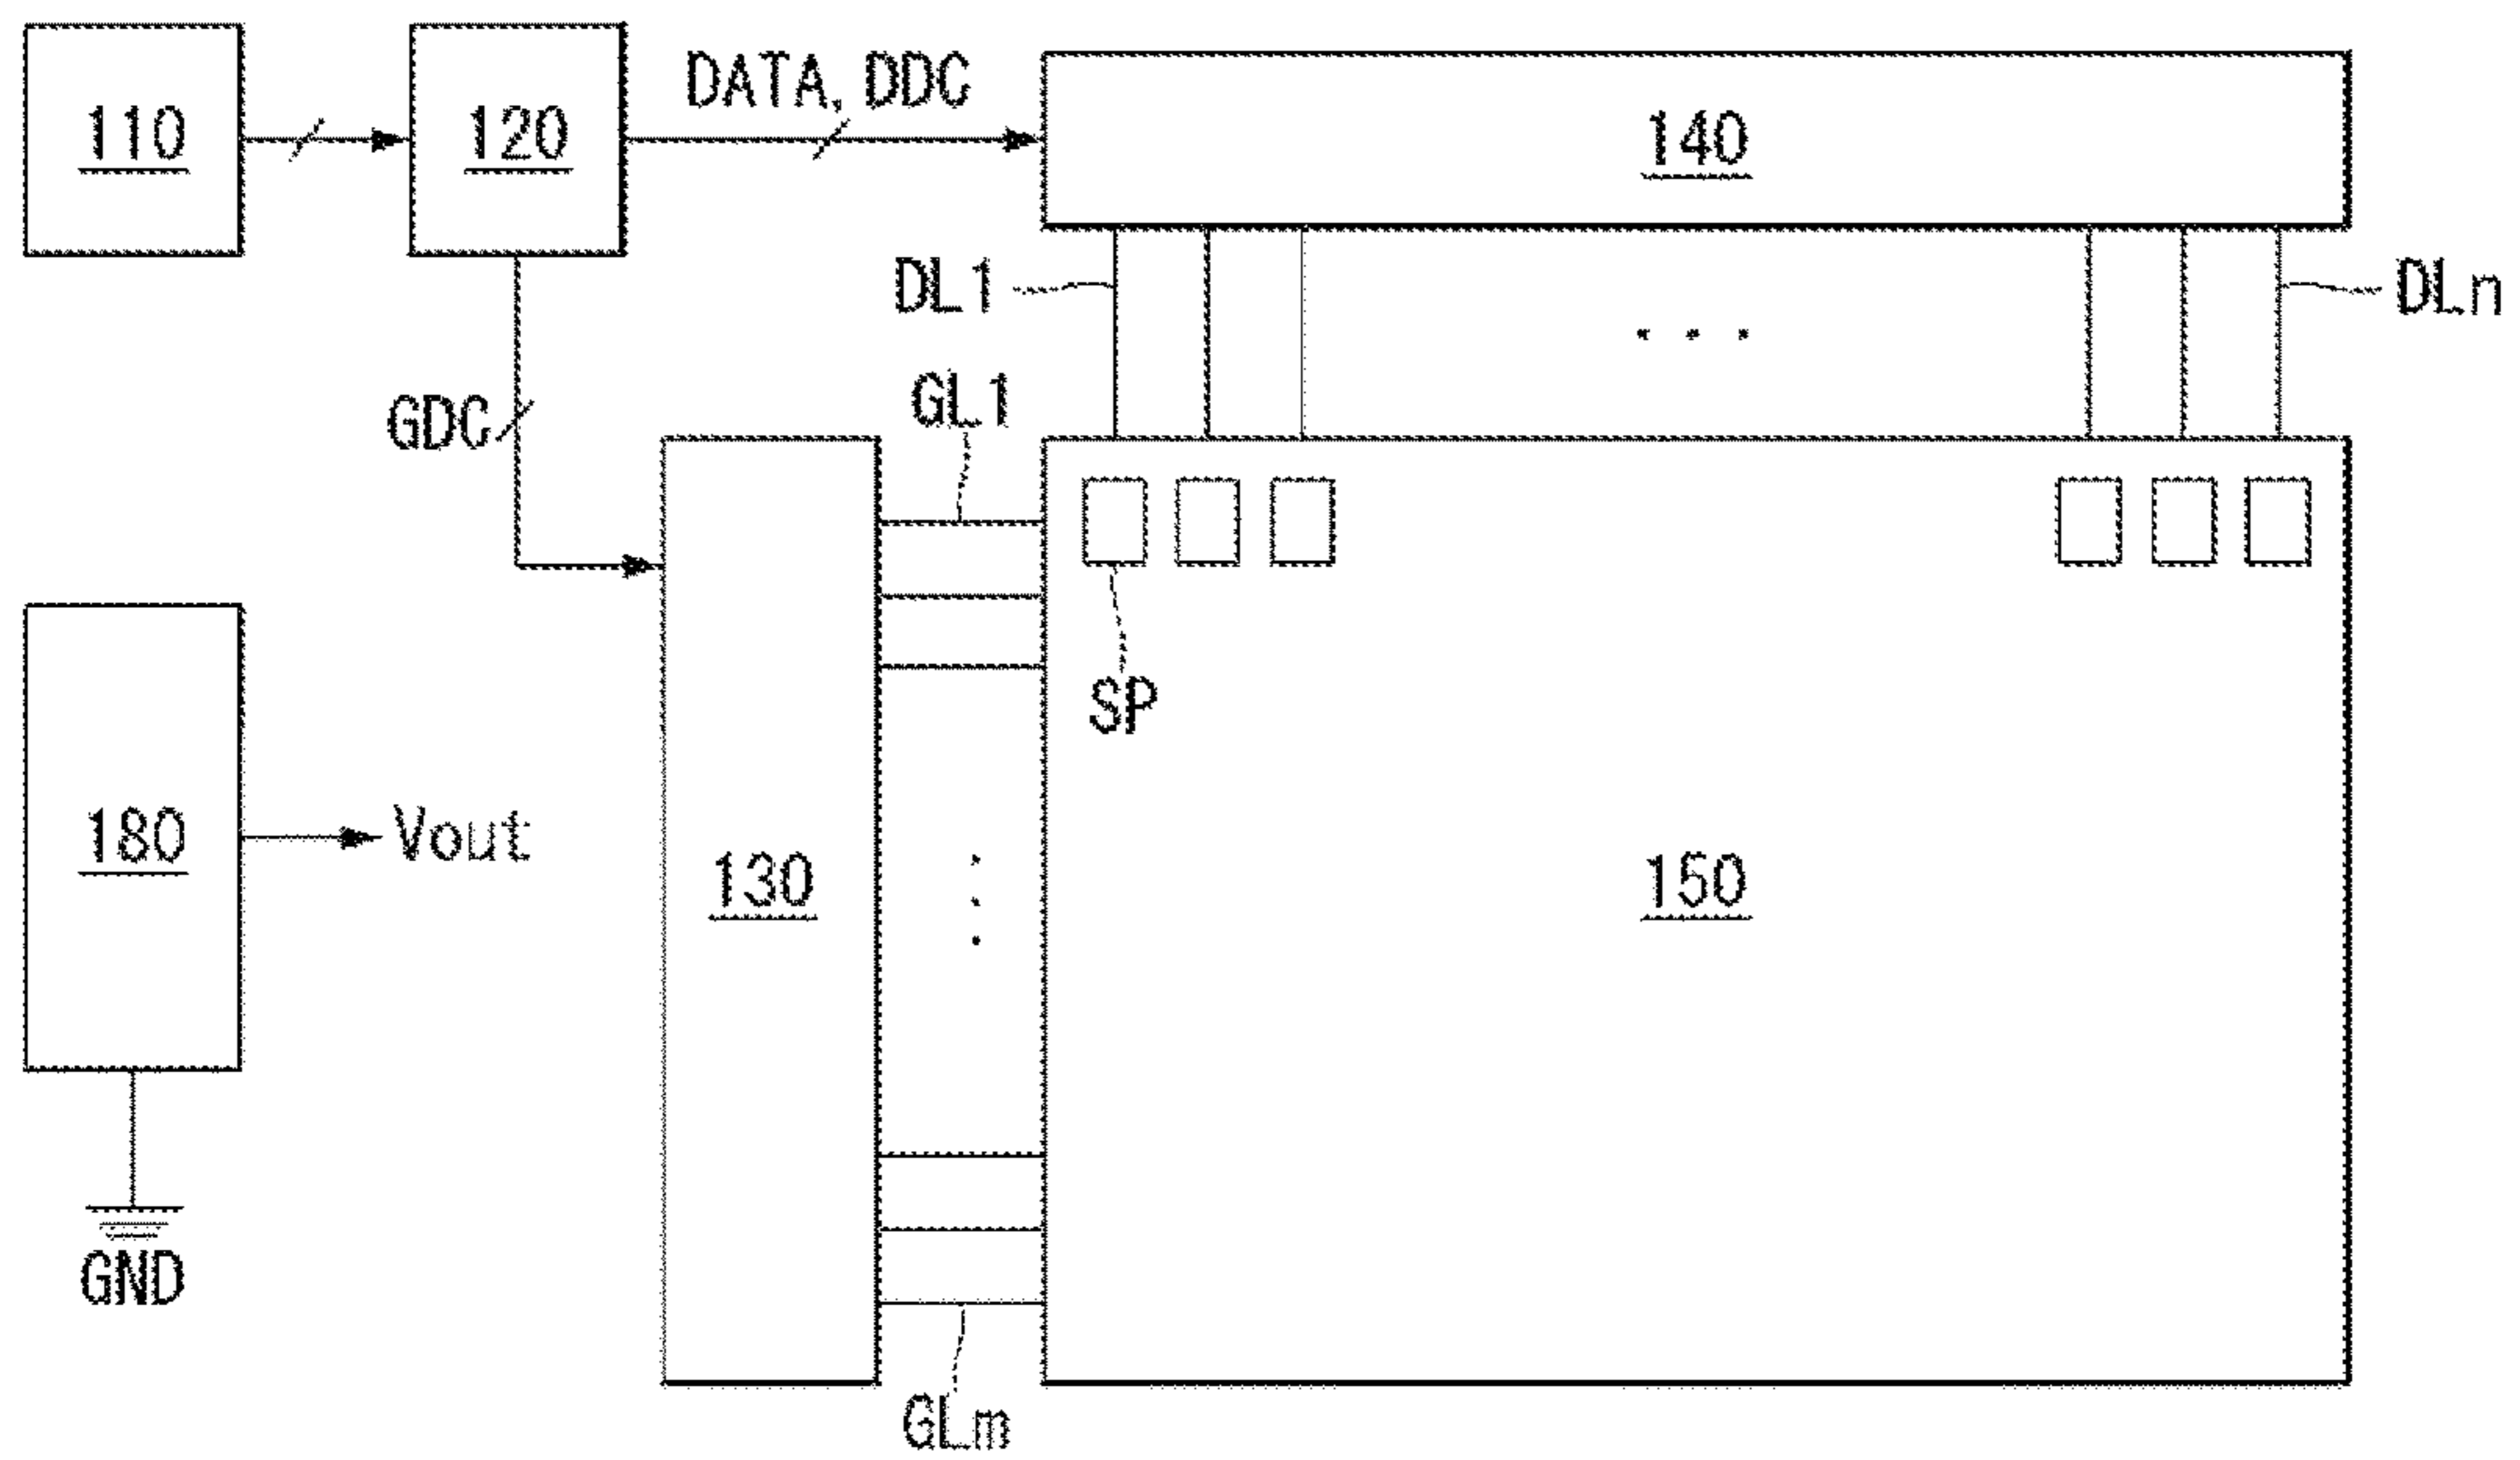 110
120
DATA, DDC
140
DL1
DLn
GL1
GDC
SP
180
Vout
130
150
GND
GLm